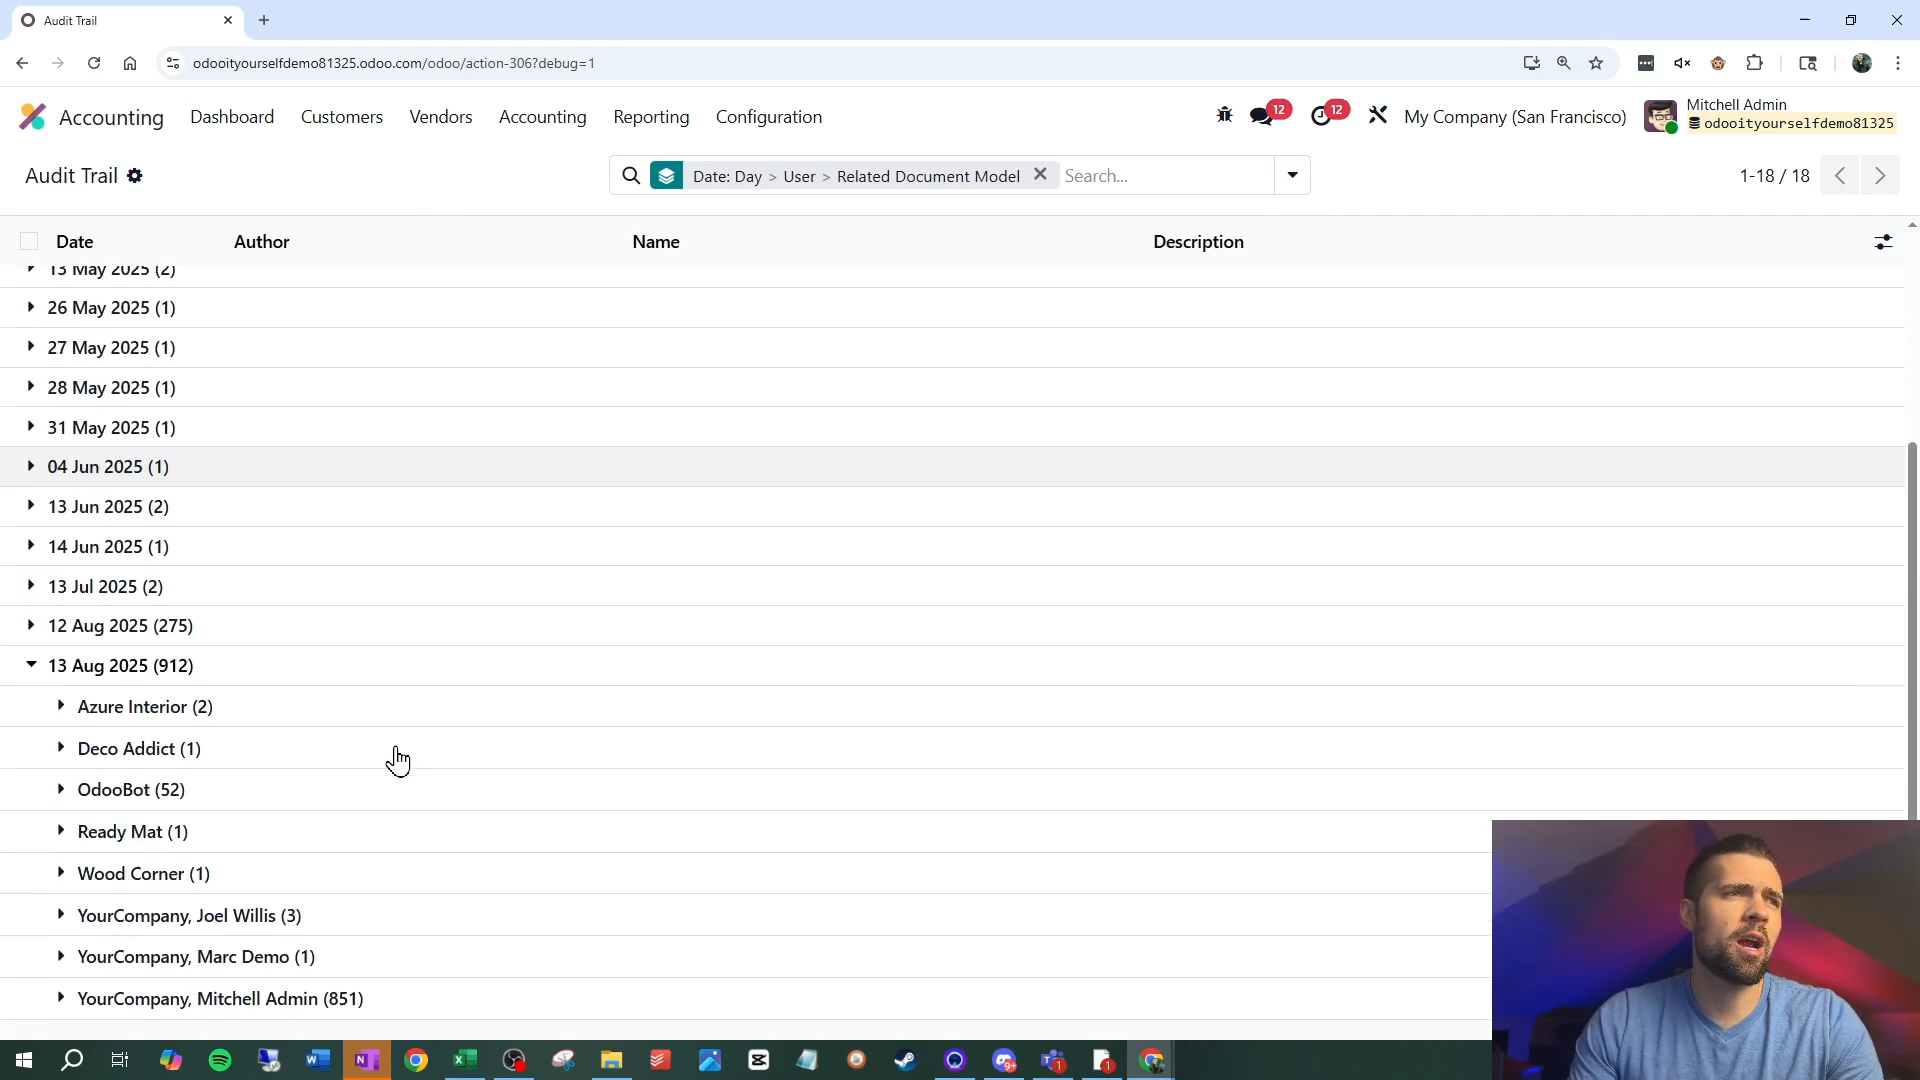 Audit Trail
odooityourselfdemo81325.odoo.com/odoo/action-306?debug=1
Accounting Dashboard Customers Vendors Accounting Reporting Configuration 12 12 My Company (San Francisco) Mitchell Admin
odooityourselfdemo81325
Audit Trail Date: Day > User > Related Document Model Search... 1-18 / 18
Date Author Name Description
13 May 2025 (2)
26 May 2025 (1)
27 May 2025 (1)
28 May 2025 (1)
31 May 2025 (1)
04 Jun 2025 (1)
13 Jun 2025 (2)
14 Jun 2025 (1)
13 Jul 2025 (2)
12 Aug 2025 (275)
13 Aug 2025 (912)
Azure Interior (2)
Deco Addict (1)
OdooBot (52)
Ready Mat (1)
Wood Corner (1)
YourCompany, Joel Willis (3)
YourCompany, Marc Demo (1)
YourCompany, Mitchell Admin (851)